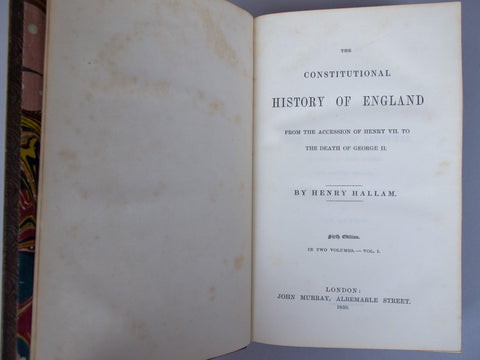 THE
CONSTITUTIONAL
HISTORY OF ENGLAND
FROM THE ACCESSION OF HENRY VII. TO
THE DEATH OF GEORGE II.
BY HENRY HALLAM.
Sixth Edition.
IN TWO VOLUMES.—VOL. I.
LONDON:
JOHN MURRAY, ALBEMARLE STREET.
1850.